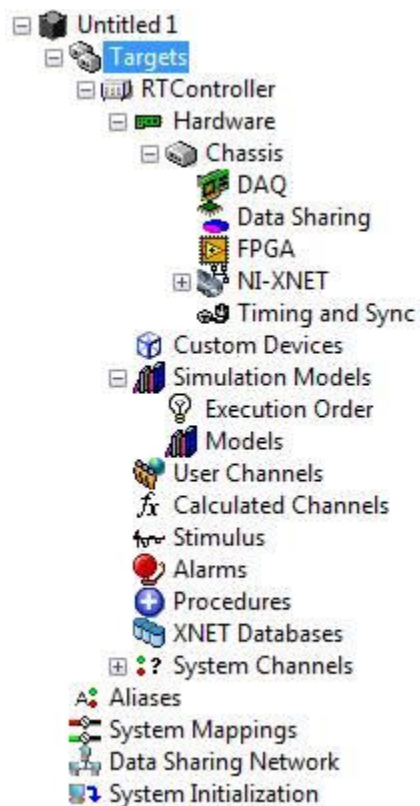 Untitled 1
Targets
RTController
Hardware
Chassis
DAQ
Data Sharing
FPGA
NI-XNET
Timing and Sync
Custom Devices
Simulation Models
Execution Order
Models
User Channels
fx Calculated Channels
Stimulus
Alarms
Procedures
XNET Databases
? System Channels
A Aliases
System Mappings
Data Sharing Network
System Initialization